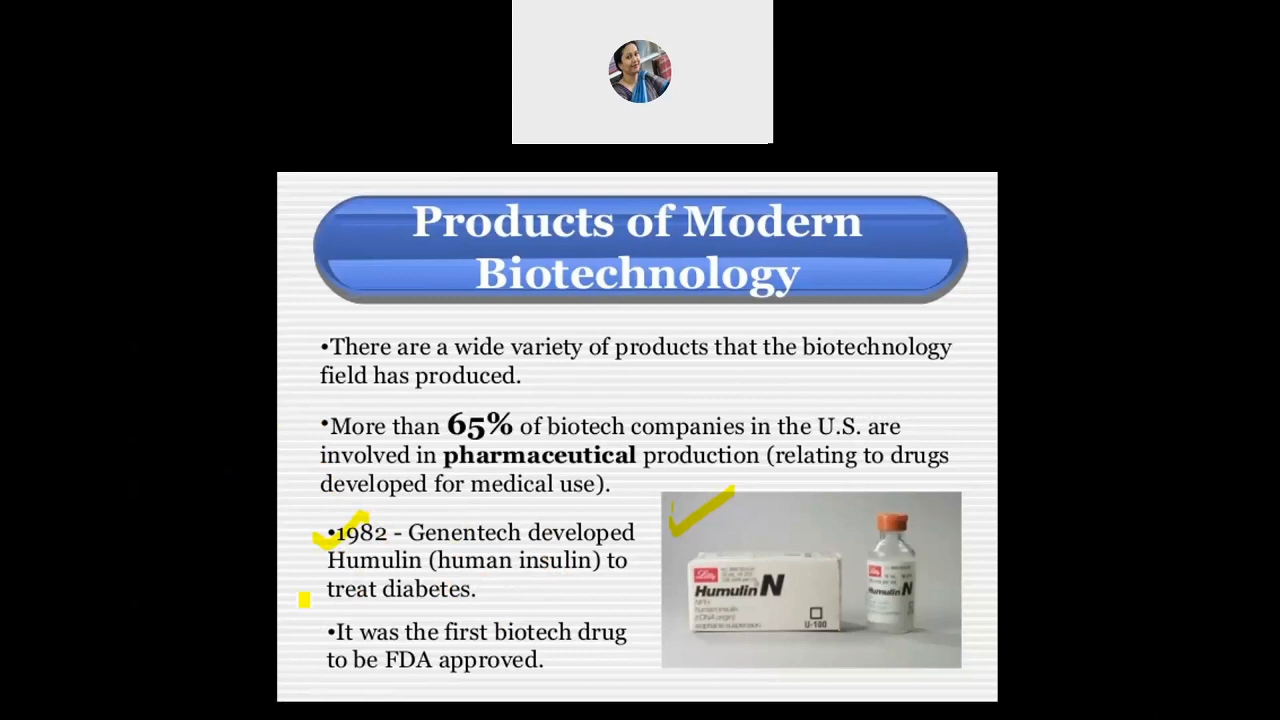 Products of Modern
Biotechnology
•There are a wide variety of products that the biotechnology
field has produced.
•More than 65% of biotech companies in the U.S. are
involved in pharmaceutical production (relating to drugs
developed for medical use).
•1982 - Genentech developed
Humulin (human insulin) to
treat diabetes.
•It was the first biotech drug
to be FDA approved.
Lilly
Humulin N
NPH
U-100
Humulin N